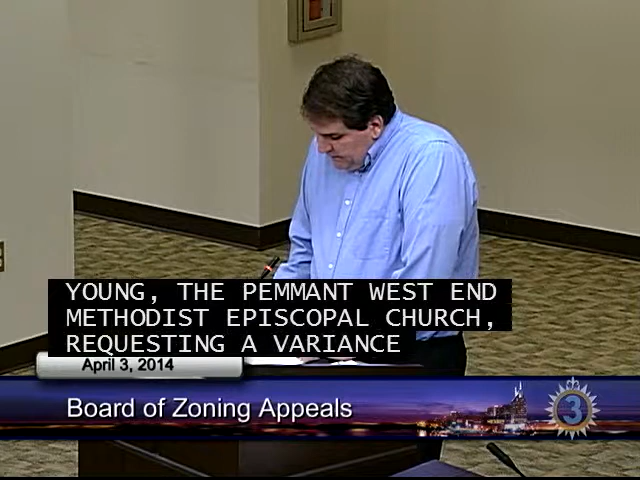 YOUNG, THE PEMMANT WEST END
METHODIST EPISCOPAL CHURCH,
REQUESTING A VARIANCE
April 3, 2014
Board of Zoning Appeals
3